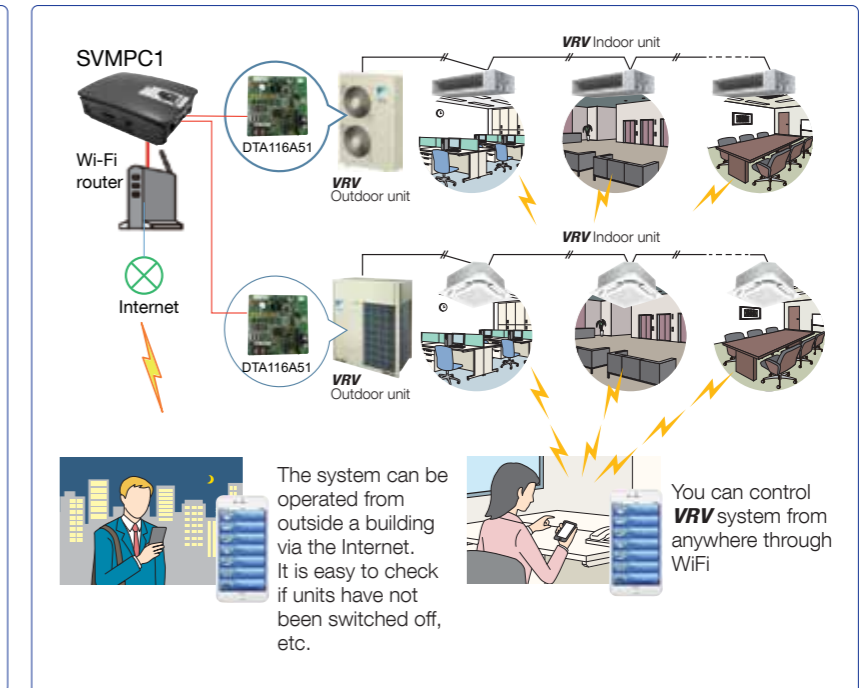 SVMPC1
Wi-Fi
router
Internet
DTA116A51
VRV
Outdoor unit
VRV Indoor unit
DTA116A51
VRV
Outdoor unit
VRV Indoor unit
The system can be
operated from
outside a building
via the Internet.
It is easy to check
if units have not
been switched off,
etc.
You can control
VRV system from
anywhere through
WiFi